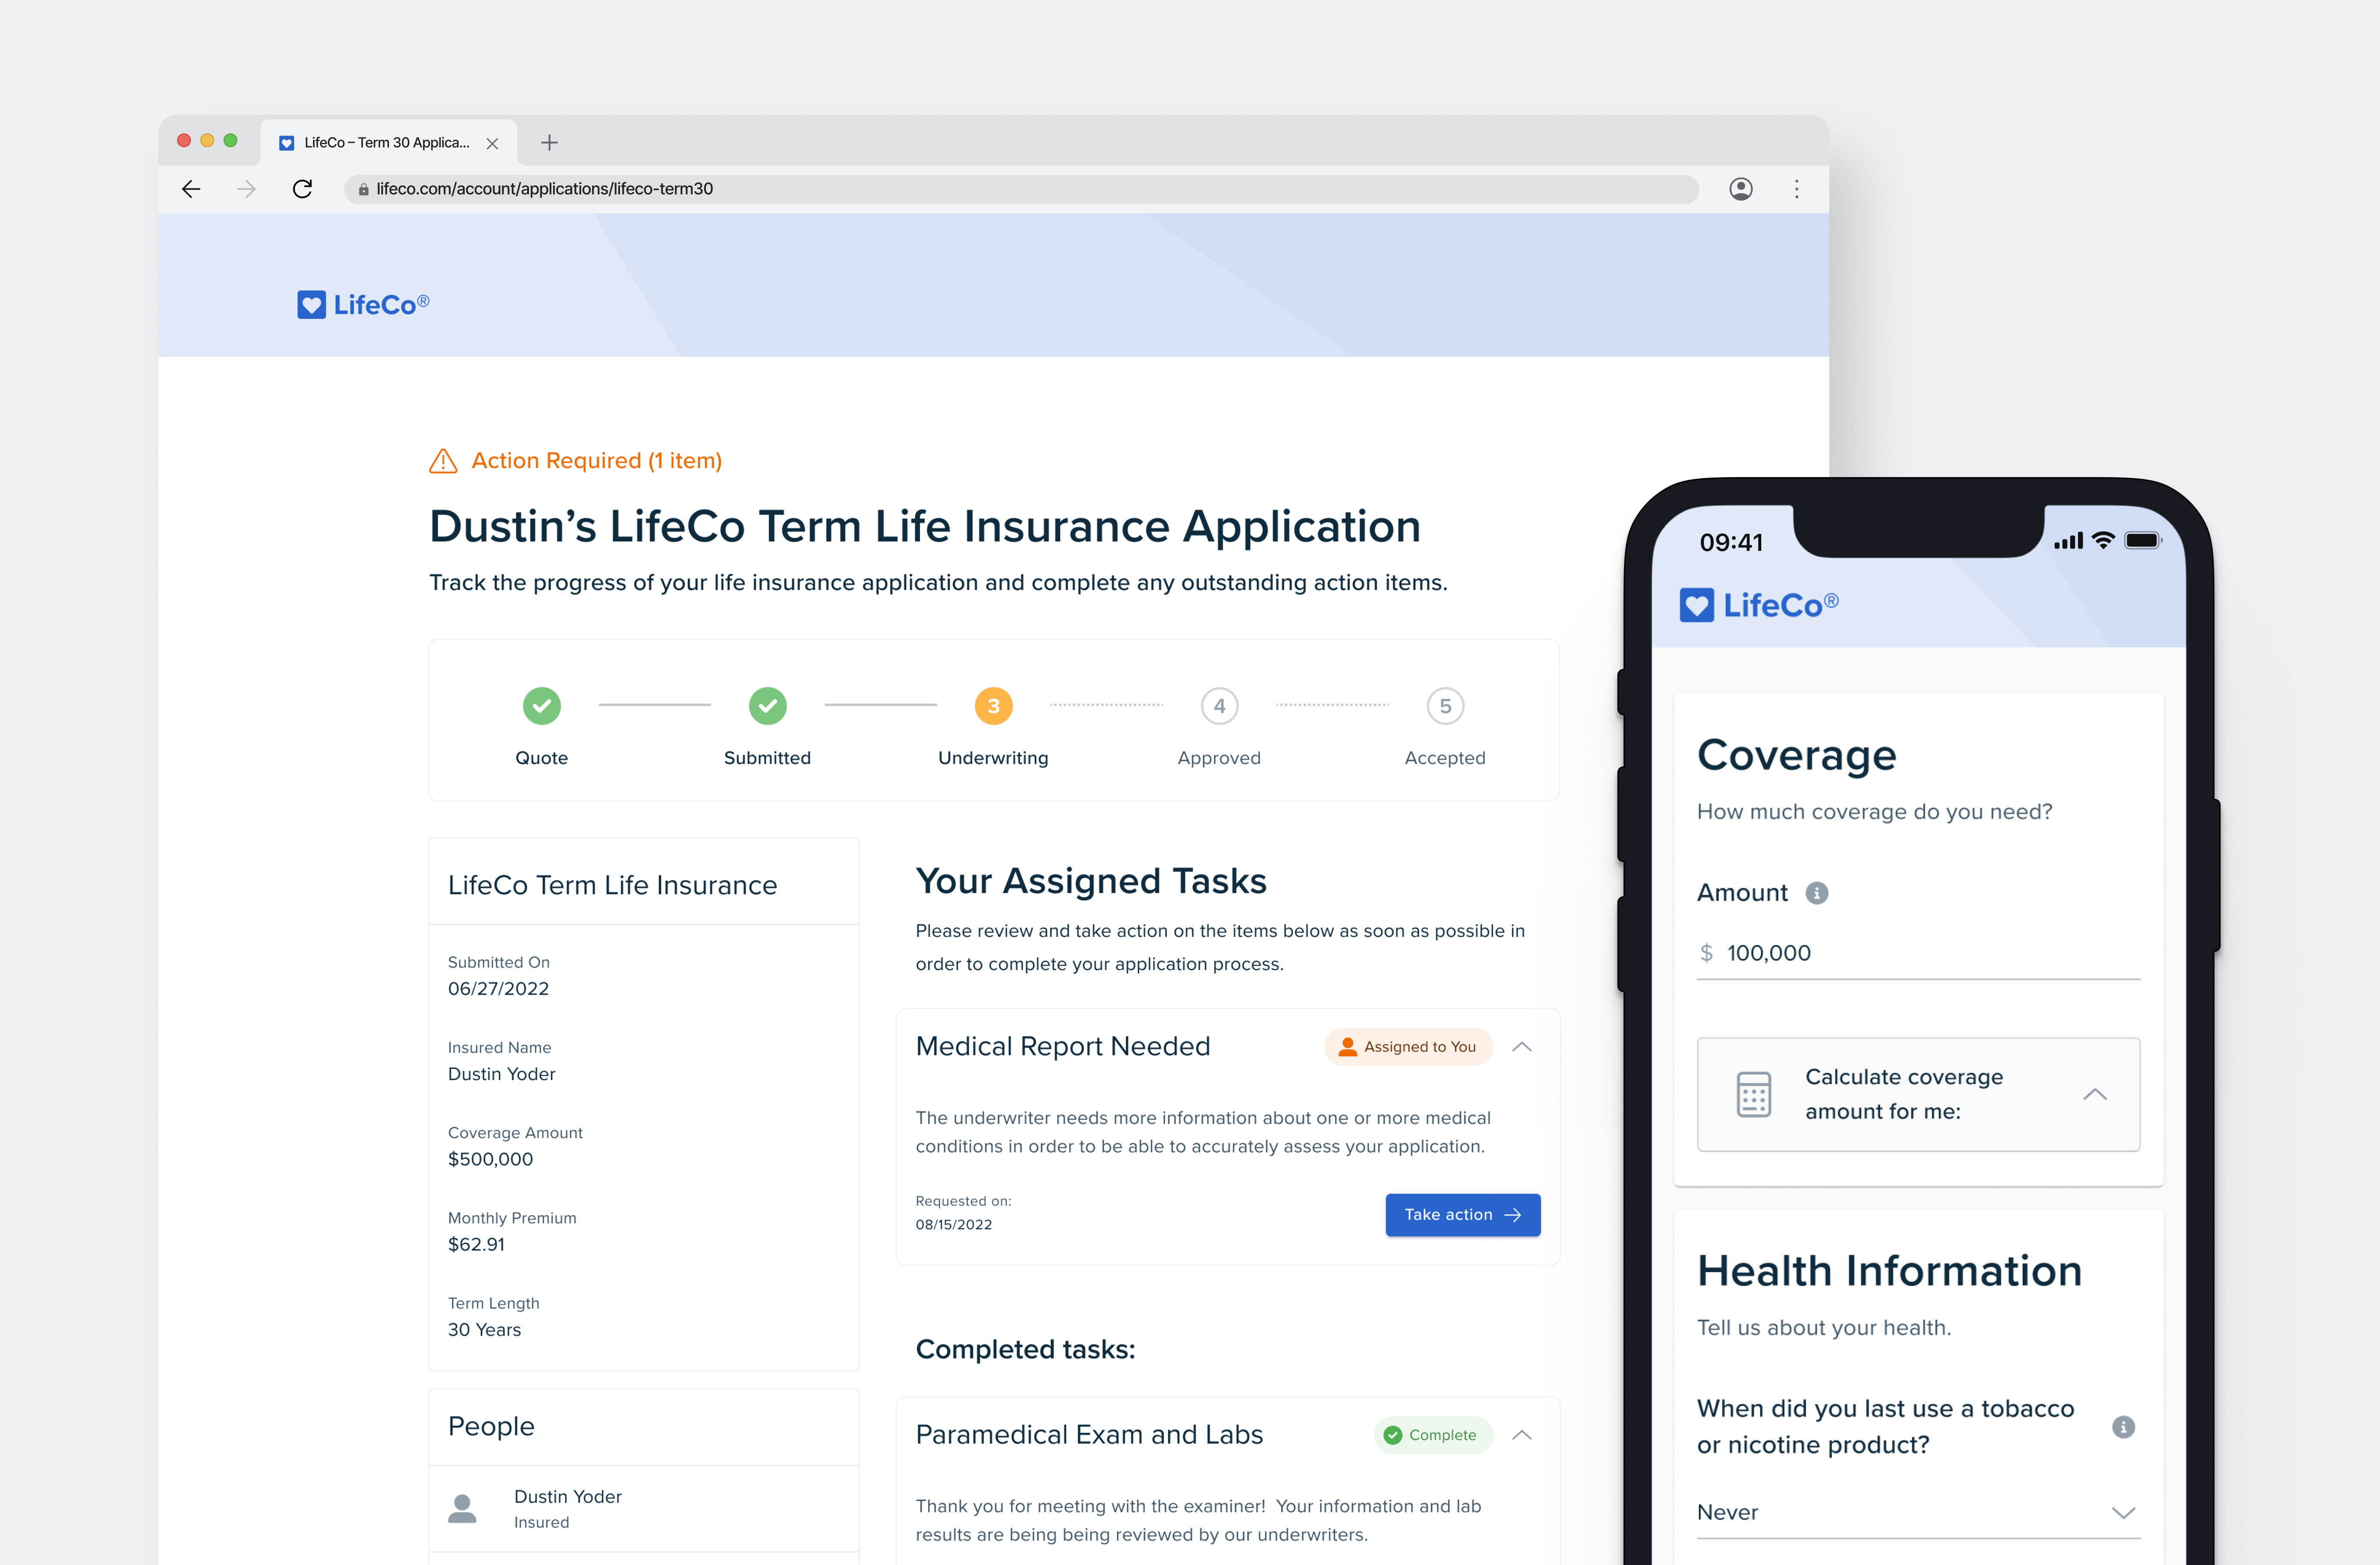 LifeCo – Term 30 Applica...
lifeco.com/account/applications/lifeco-term30
LifeCo®
Action Required (1 item)
Dustin’s LifeCo Term Life Insurance Application
Track the progress of your life insurance application and complete any outstanding action items.
3
4
5
Quote
Submitted
Underwriting
Approved
Accepted
LifeCo Term Life Insurance
Submitted On
06/27/2022
Insured Name
Dustin Yoder
Coverage Amount
$500,000
Monthly Premium
$62.91
Term Length
30 Years
People
Dustin Yoder
Insured
Your Assigned Tasks
Please review and take action on the items below as soon as possible in
order to complete your application process.
Medical Report Needed
Assigned to You
The underwriter needs more information about one or more medical
conditions in order to be able to accurately assess your application.
Requested on:
08/15/2022
Take action
Completed tasks:
Paramedical Exam and Labs
Complete
Thank you for meeting with the examiner!  Your information and lab
results are being being reviewed by our underwriters.
09:41
LifeCo®
Coverage
How much coverage do you need?
Amount
$ 100,000
Calculate coverage
amount for me:
Health Information
Tell us about your health.
When did you last use a tobacco
or nicotine product?
Never